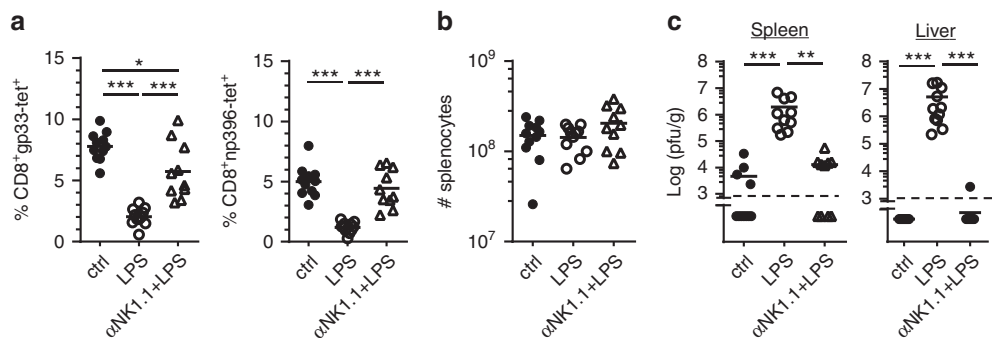 a
b
c
% CD8⁺gp33-tet⁺
15
10
5
0
*
***
***
ctrl
LPS
αNK1.1+LPS
% CD8⁺np396-tet⁺
15
10
5
0
***
***
ctrl
LPS
αNK1.1+LPS
# splenocytes
10⁹
10⁸
10⁷
ctrl
LPS
αNK1.1+LPS
Spleen
Log (pfu/g)
8
7
6
5
4
3
***
**
ctrl
LPS
αNK1.1+LPS
Liver
8
7
6
5
4
3
***
***
ctrl
LPS
αNK1.1+LPS